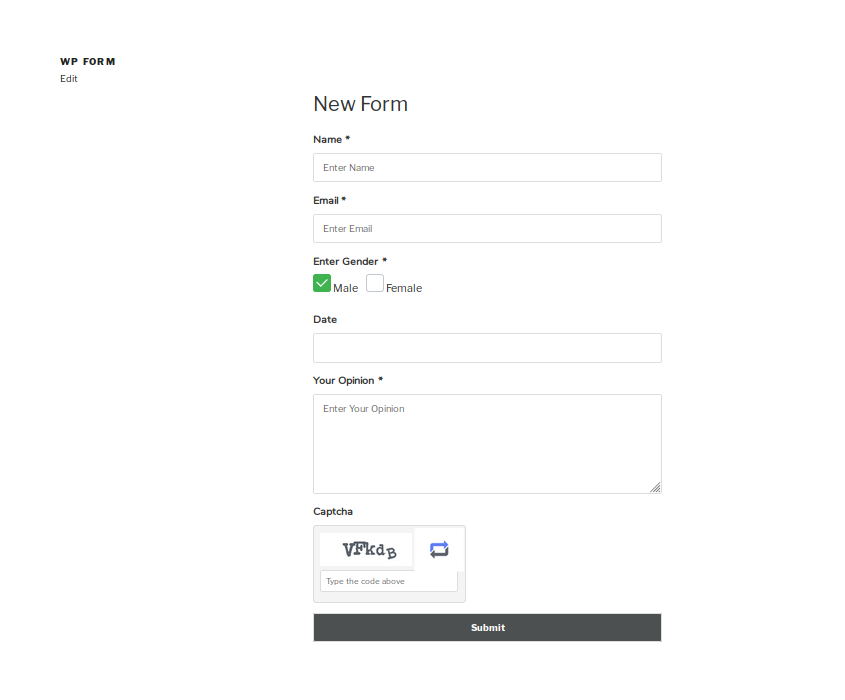 WP FORM
Edit
New Form
Name *
Enter Name
Email *
Enter Email
Enter Gender *
Male Female
Date
Your Opinion *
Enter Your Opinion
Captcha
VFkdB
Type the code above
Submit